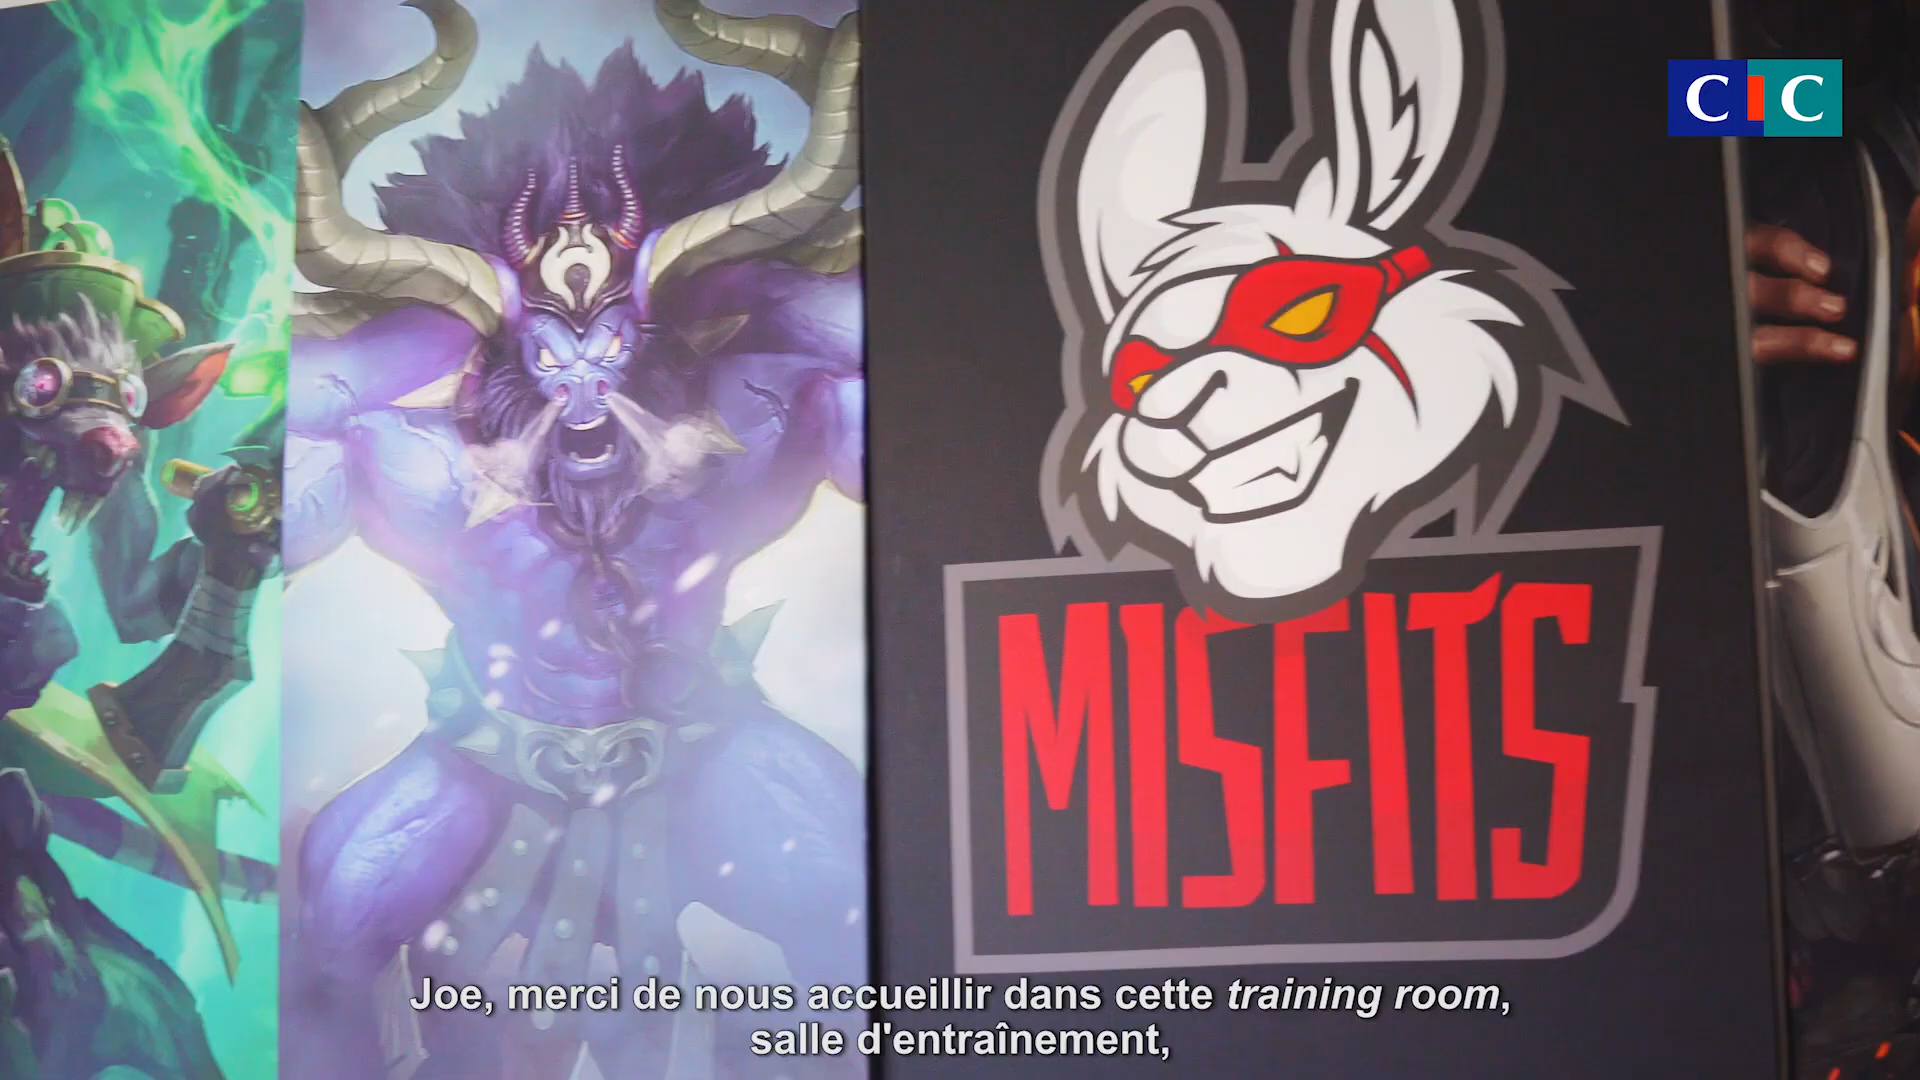 CIC
MISFITS
Joe, merci de nous accueillir dans cette training room,
salle d'entraînement,